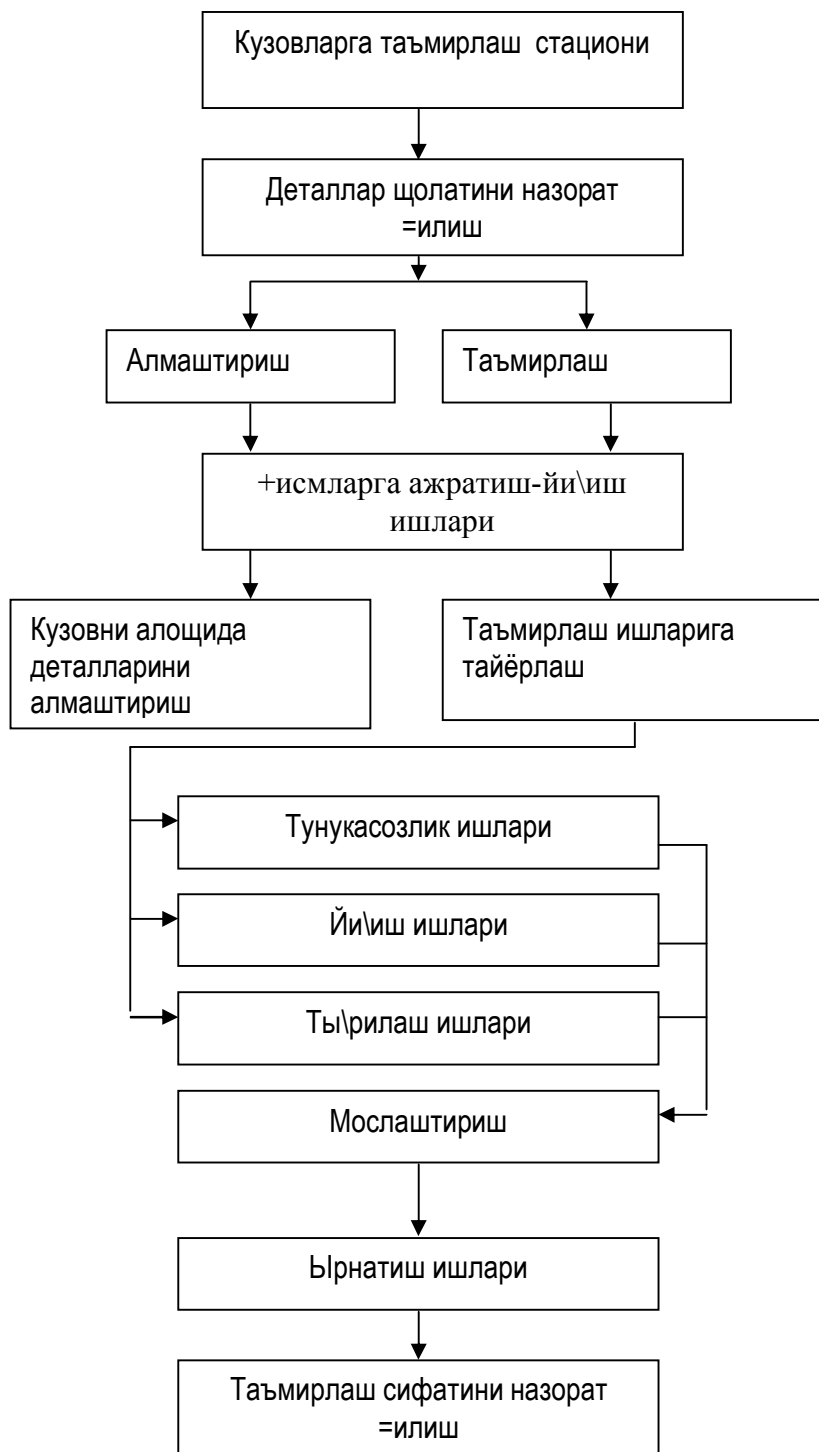 Кузовларга таъмирлаш стациони
Деталлар щолатини назорат
=илиш
Алмаштириш
Таъмирлаш
+исмларга ажратиш-йи\иш
ишлари
Кузовни алощида
деталларини
алмаштириш
Таъмирлаш ишларига
тайёрлаш
Тунукасозлик ишлари
Йи\иш ишлари
Ты\рилаш ишлари
Мослаштириш
Ырнатиш ишлари
Таъмирлаш сифатини назорат
=илиш